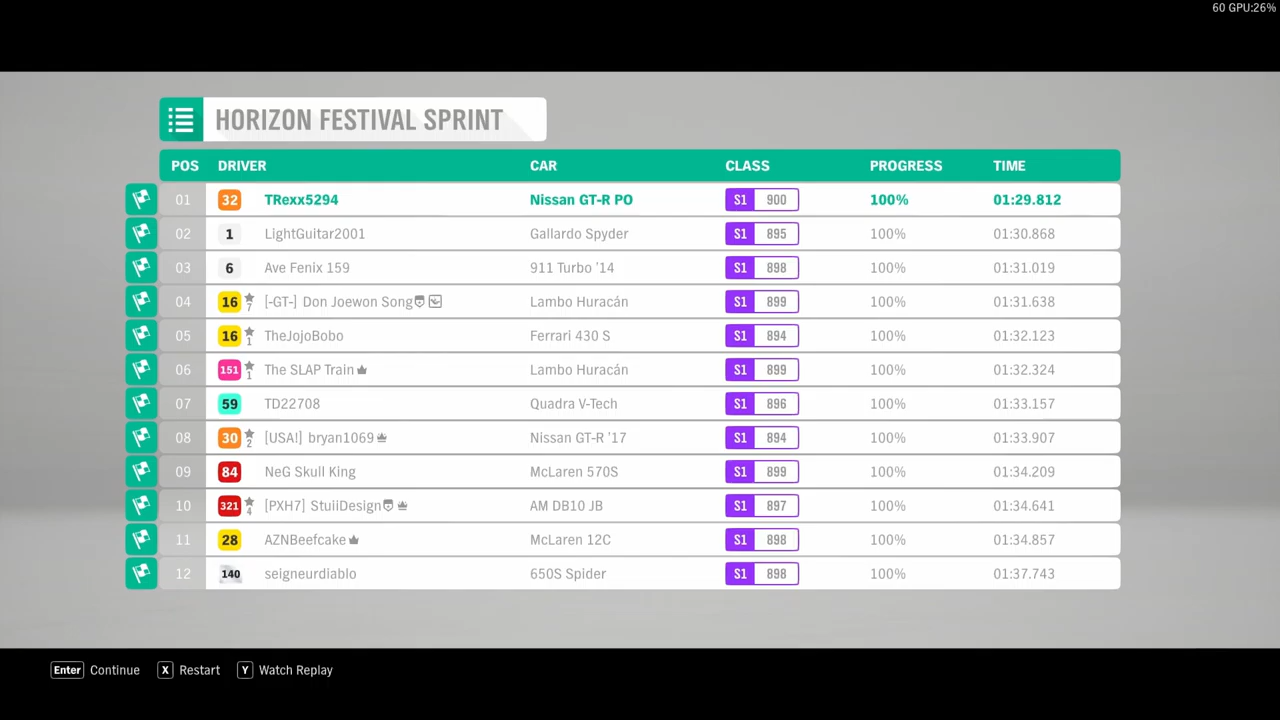 60 GPU:26%
HORIZON FESTIVAL SPRINT
POS DRIVER CAR CLASS PROGRESS TIME
01 32 TRexx5294 Nissan GT-R PO S1 900 100% 01:29.812
02 1 LightGuitar2001 Gallardo Spyder S1 895 100% 01:30.868
03 6 Ave Fenix 159 911 Turbo '14 S1 898 100% 01:31.019
04 16 7 [-GT-] Don Joewon Song Lambo Huracán S1 899 100% 01:31.638
05 16 1 TheJojoBobo Ferrari 430 S S1 894 100% 01:32.123
06 151 1 The SLAP Train Lambo Huracán S1 899 100% 01:32.324
07 59 TD22708 Quadra V-Tech S1 896 100% 01:33.157
08 30 2 [USA!] bryan1069 Nissan GT-R '17 S1 894 100% 01:33.907
09 84 NeG Skull King McLaren 570S S1 899 100% 01:34.209
10 321 4 [PXH7] StuiiDesign AM DB10 JB S1 897 100% 01:34.641
11 28 AZNBeefcake McLaren 12C S1 898 100% 01:34.857
12 140 seigneurdiablo 650S Spider S1 898 100% 01:37.743
Enter Continue X Restart Y Watch Replay